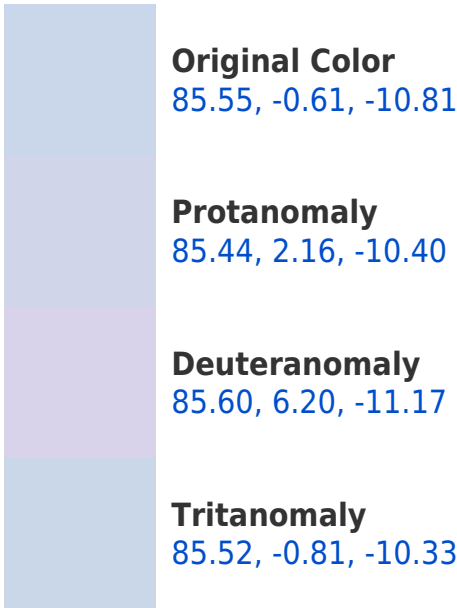 Original Color
85.55, -0.61, -10.81
Protanomaly
85.44, 2.16, -10.40
Deuteranomaly
85.60, 6.20, -11.17
Tritanomaly
85.52, -0.81, -10.33